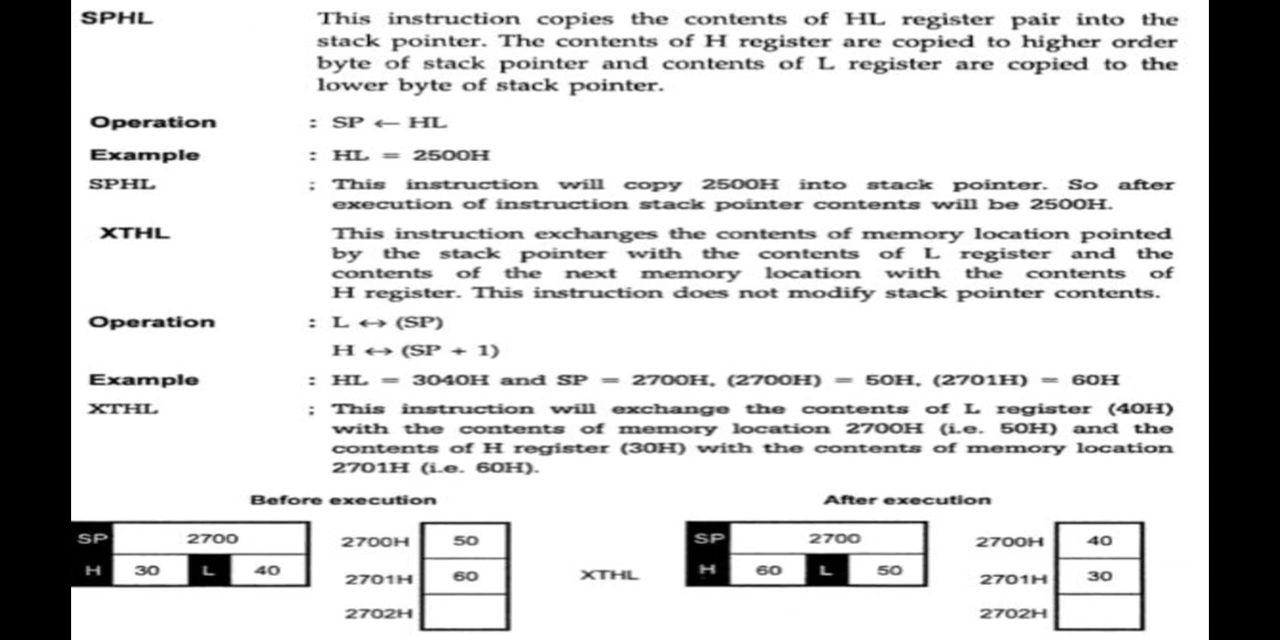 SPHL This instruction copies the contents of HL register pair into the
stack pointer. The contents of H register are copied to higher order
byte of stack pointer and contents of L register are copied to the
lower byte of stack pointer.
Operation : SP ← HL
Example : HL = 2500H
SPHL ; This instruction will copy 2500H into stack pointer. So after
execution of instruction stack pointer contents will be 2500H.
XTHL This instruction exchanges the contents of memory location pointed
by the stack pointer with the contents of L register and the
contents of the next memory location with the contents of
H register. This instruction does not modify stack pointer contents.
Operation : L ↔ (SP)
H ↔ (SP + 1)
Example : HL = 3040H and SP = 2700H, (2700H) = 50H, (2701H) = 60H
XTHL ; This instruction will exchange the contents of L register (40H)
with the contents of memory location 2700H (i.e. 50H) and the
contents of H register (30H) with the contents of memory location
2701H (i.e. 60H).
Before execution
SP 2700
H 30 L 40
2700H 50
2701H 60
2702H
XTHL
After execution
SP 2700
H 60 L 50
2700H 40
2701H 30
2702H